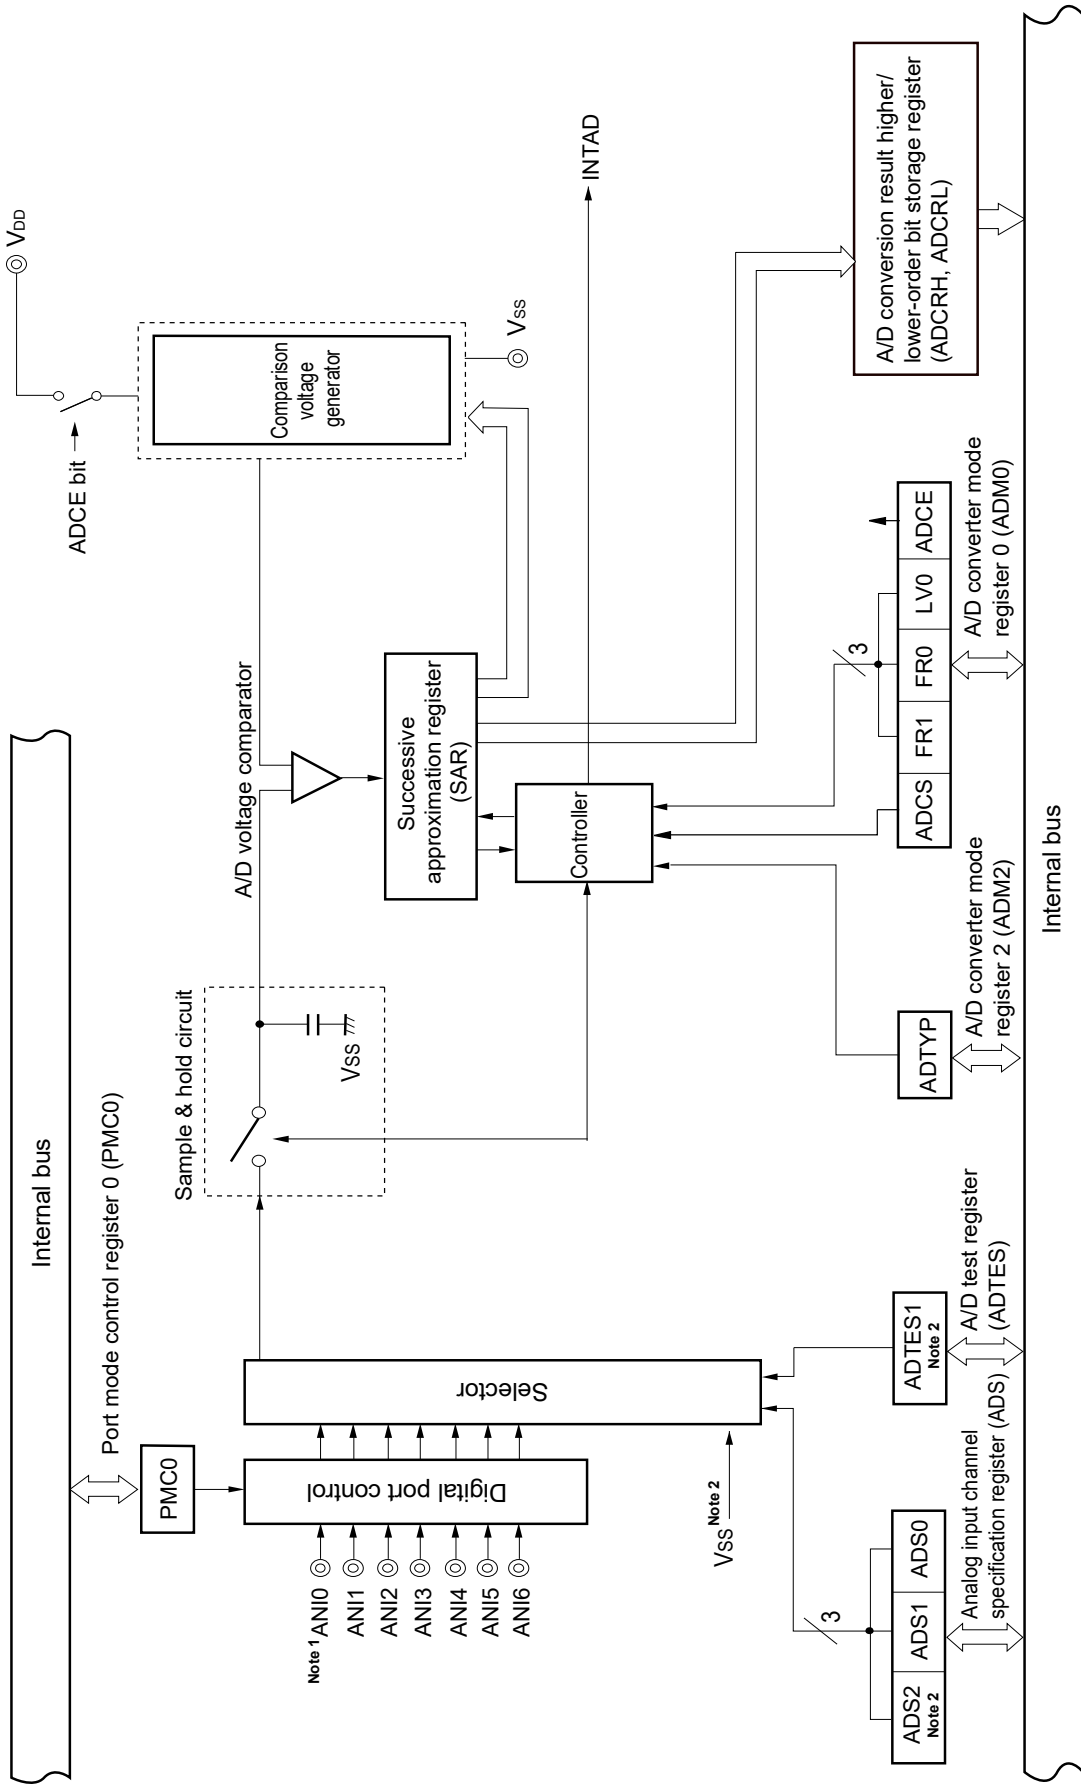 Internal bus
Port mode control register 0 (PMC0)
PMC0
Digital port control
Selector
Note 1 ANI0
ANI1
ANI2
ANI3
ANI4
ANI5
ANI6
VSS Note 2
Sample & hold circuit
VSS
A/D voltage comparator
ADCE bit
VDD
Comparison
voltage
generator
VSS
Successive
approximation register
(SAR)
Controller
INTAD
ADS2
Note 2
ADS1
ADS0
3
Analog input channel
specification register (ADS)
ADTES1
Note 2
A/D test register
(ADTES)
ADTYP
A/D converter mode
register 2 (ADM2)
ADCS
FR1
FR0
LV0
ADCE
3
A/D converter mode
register 0 (ADM0)
A/D conversion result higher/
lower-order bit storage register
(ADCRH, ADCRL)
Internal bus